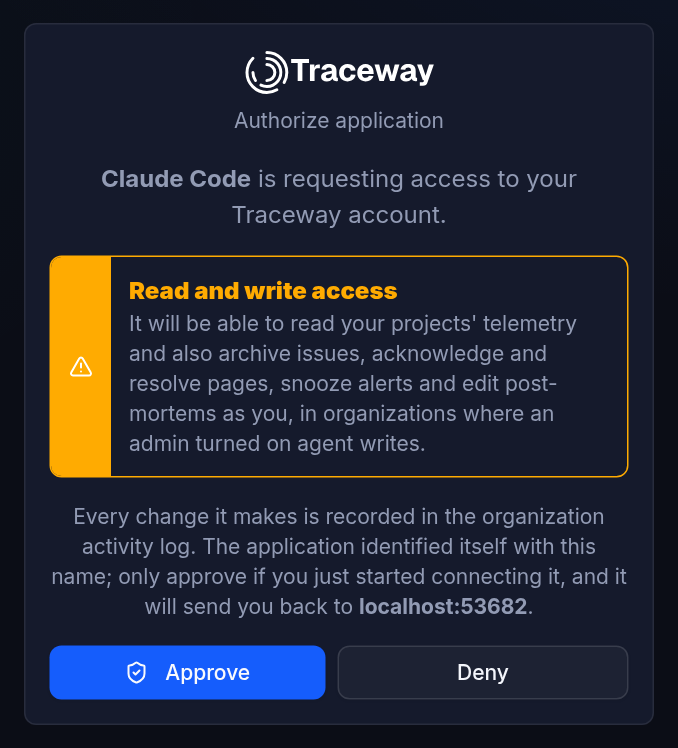 Traceway
Authorize application
Claude Code is requesting access to your
Traceway account.
Read and write access
It will be able to read your projects' telemetry
and also archive issues, acknowledge and
resolve pages, snooze alerts and edit post-
mortems as you, in organizations where an
admin turned on agent writes.
Every change it makes is recorded in the organization
activity log. The application identified itself with this
name; only approve if you just started connecting it, and it
will send you back to localhost:53682.
Approve
Deny